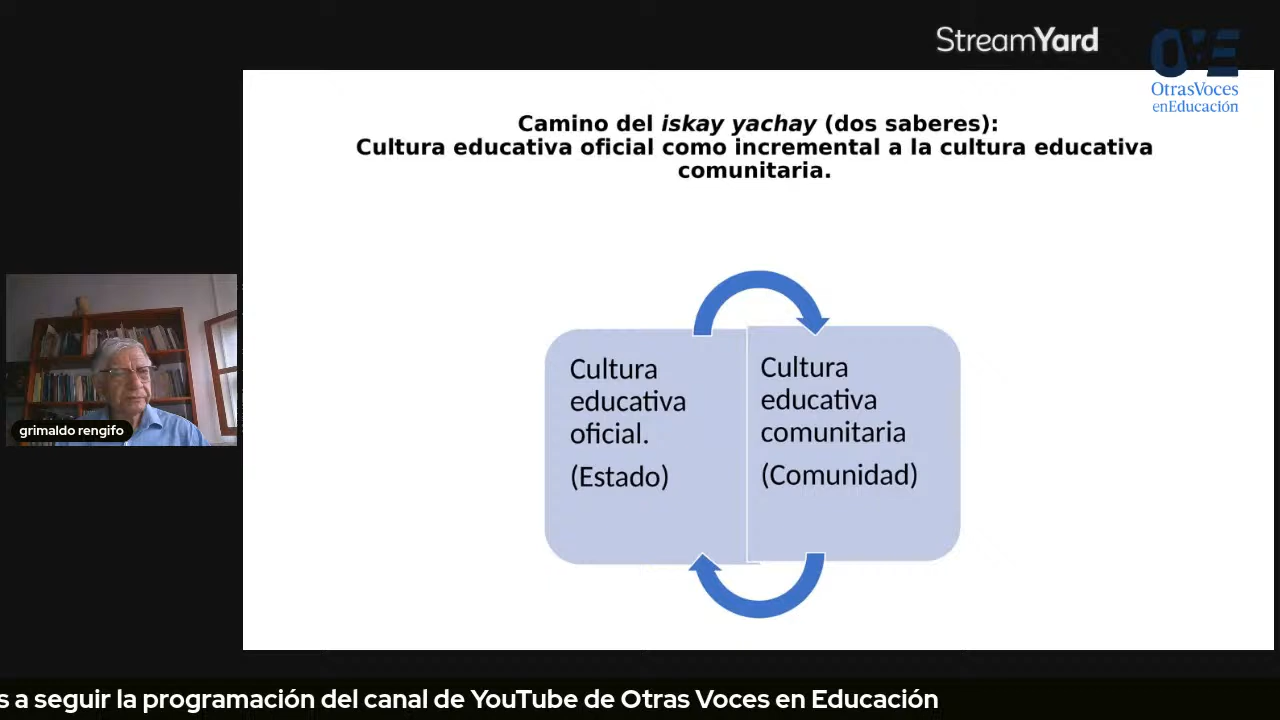 StreamYard
OVE
OtrasVoces
enEducación
Camino del iskay yachay (dos saberes):
Cultura educativa oficial como incremental a la cultura educativa
comunitaria.
Cultura
educativa
oficial.
(Estado)
Cultura
educativa
comunitaria
(Comunidad)
grimaldo rengifo
s a seguir la programación del canal de YouTube de Otras Voces en Educación